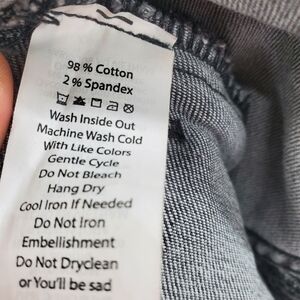 98 % Cotton
2 % Spandex
Wash Inside Out
Machine Wash Cold
With Like Colors
Gentle Cycle
Do Not Bleach
Hang Dry
Cool Iron If Needed
Do Not Iron
Embellishment
Do Not Dryclean
or You'll be sad